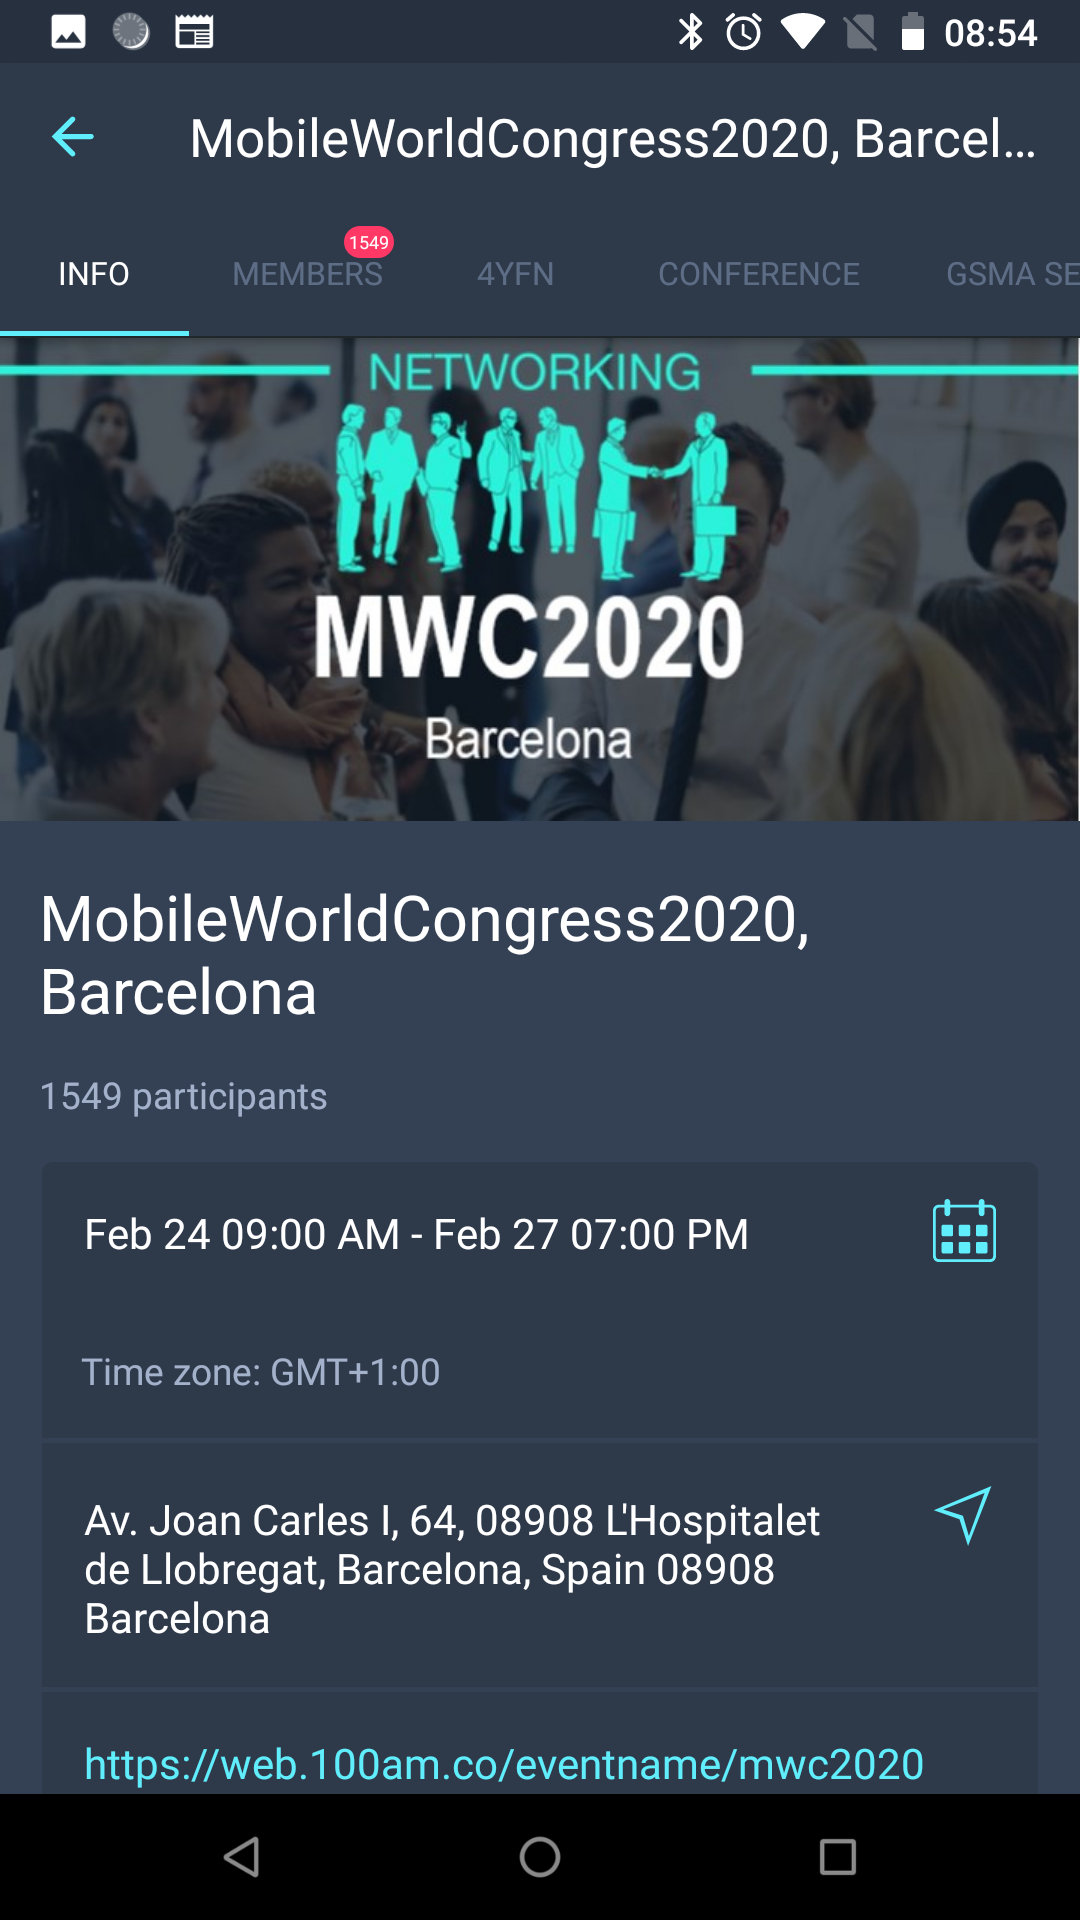 08:54
MobileWorldCongress2020, Barcel...
1549
INFO MEMBERS 4YFN CONFERENCE GSMA SE
NETWORKING
MWC2020
Barcelona
MobileWorldCongress2020,
Barcelona
1549 participants
Feb 24 09:00 AM - Feb 27 07:00 PM
Time zone: GMT+1:00
Av. Joan Carles I, 64, 08908 L'Hospitalet
de Llobregat, Barcelona, Spain 08908
Barcelona
https://web.100am.co/eventname/mwc2020